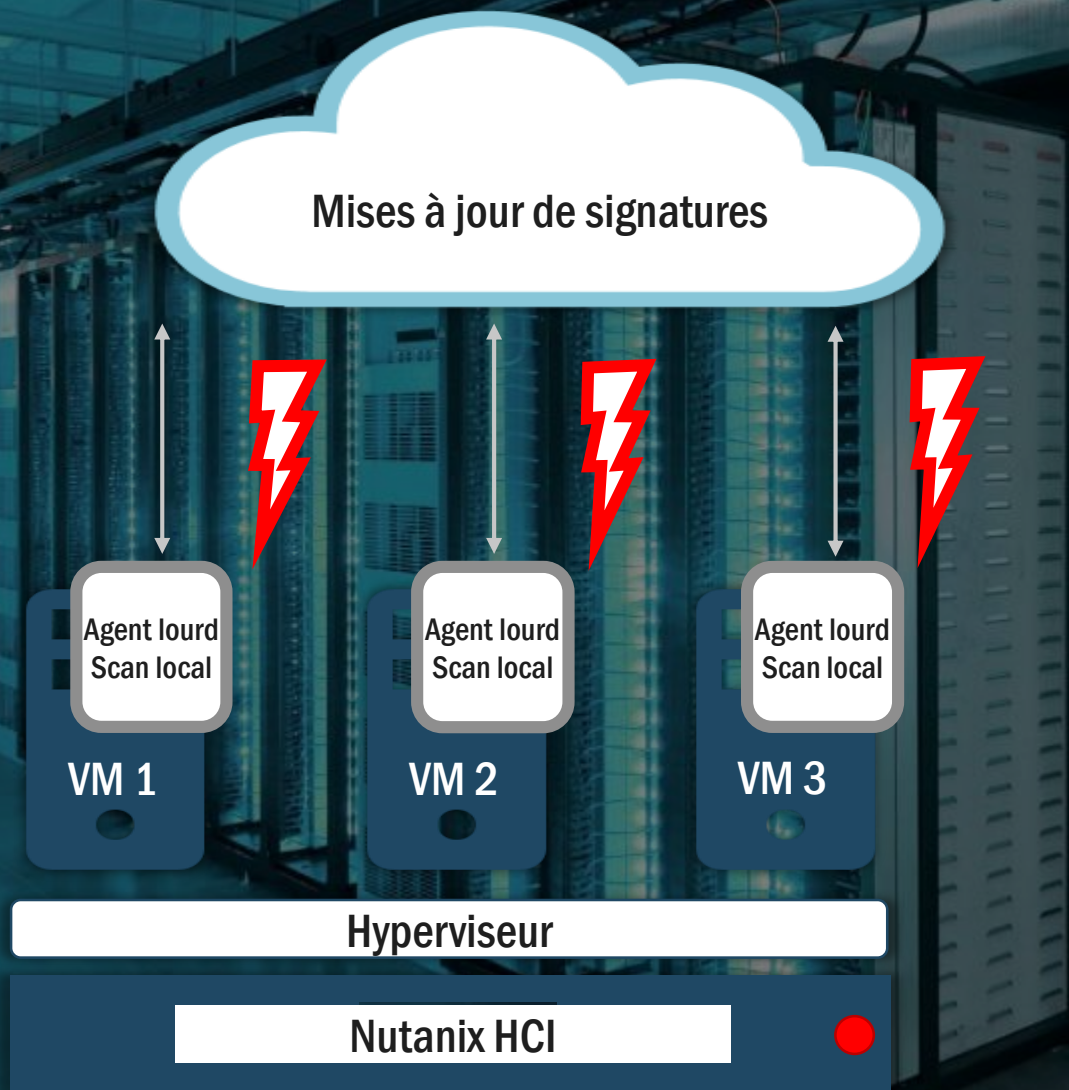 Mises à jour de signatures
Agent lourd
Scan local
Agent lourd
Scan local
Agent lourd
Scan local
VM 1
VM 2
VM 3
Hyperviseur
Nutanix HCI